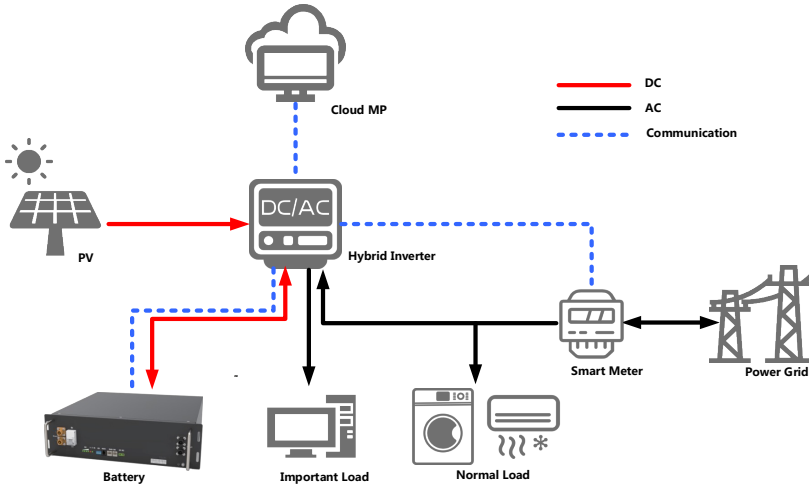 Cloud MP
DC
AC
Communication
DC/AC
PV
Hybrid Inverter
Smart Meter
Power Grid
Battery
Important Load
Normal Load